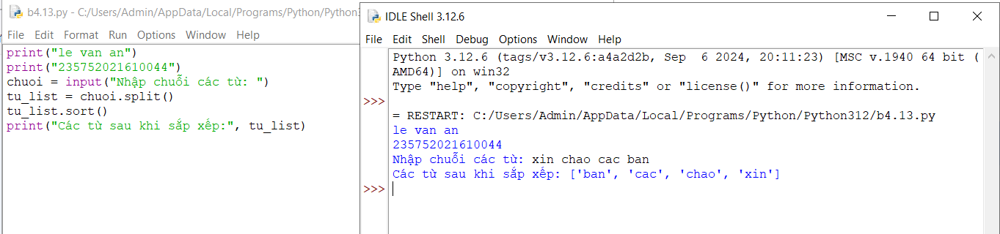 b4.13.py - C:/Users/Admin/AppData/Local/Programs/Python/Python3
File Edit Format Run Options Window Help
print("le van an")
print("235752021610044")
chuoi = input("Nhập chuỗi các từ: ")
tu_list = chuoi.split()
tu_list.sort()
print("Các từ sau khi sắp xếp:", tu_list)
IDLE Shell 3.12.6
File Edit Shell Debug Options Window Help
Python 3.12.6 (tags/v3.12.6:a4a2d2b, Sep  6 2024, 20:11:23) [MSC v.1940 64 bit (
AMD64)] on win32
Type "help", "copyright", "credits" or "license()" for more information.
>>>
= RESTART: C:/Users/Admin/AppData/Local/Programs/Python/Python312/b4.13.py
le van an
235752021610044
Nhập chuỗi các từ: xin chao cac ban
Các từ sau khi sắp xếp: ['ban', 'cac', 'chao', 'xin']
>>>